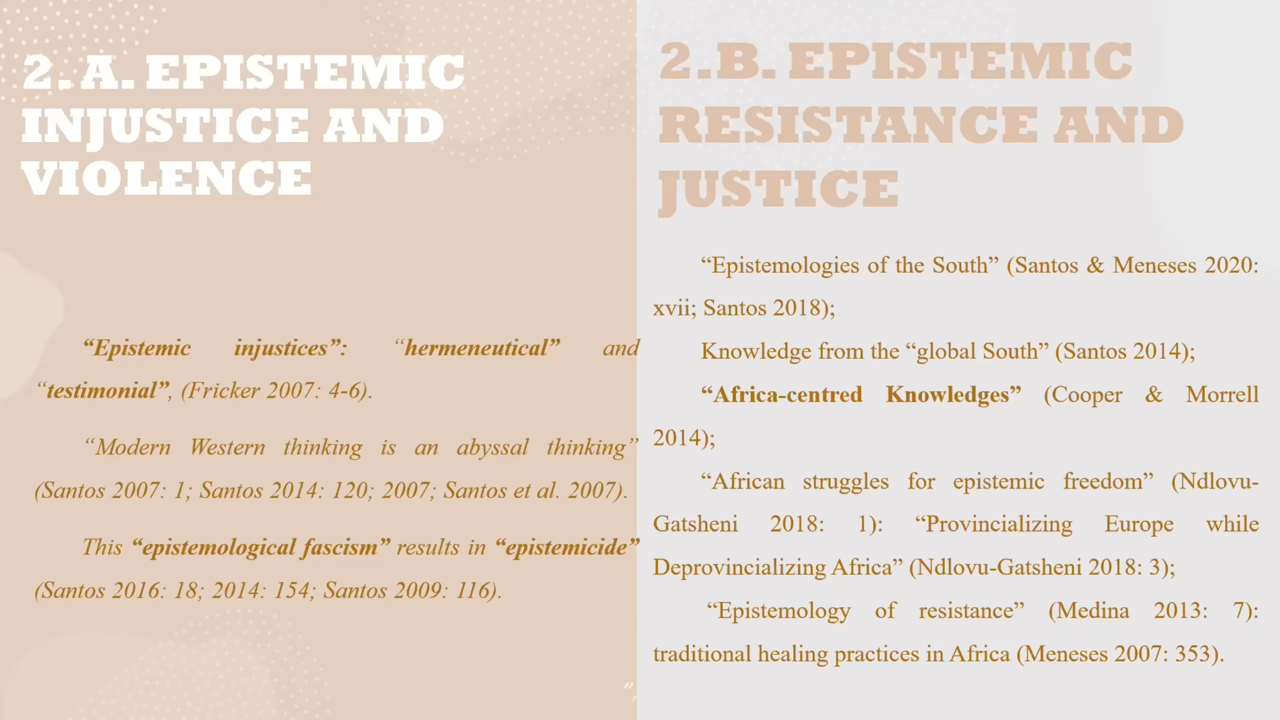 2. A. EPISTEMIC
INJUSTICE AND
VIOLENCE
“Epistemic injustices”: “hermeneutical” and
“testimonial”, (Fricker 2007: 4-6).
“Modern Western thinking is an abyssal thinking”
(Santos 2007: 1; Santos 2014: 120; 2007; Santos et al. 2007).
This “epistemological fascism” results in “epistemicide”
(Santos 2016: 18; 2014: 154; Santos 2009: 116).
”
”
2.B. EPISTEMIC
RESISTANCE AND
JUSTICE
“Epistemologies of the South” (Santos & Meneses 2020:
xvii; Santos 2018);
Knowledge from the “global South” (Santos 2014);
“Africa-centred Knowledges” (Cooper & Morrell
2014);
“African struggles for epistemic freedom” (Ndlovu-
Gatsheni 2018: 1): “Provincializing Europe while
Deprovincializing Africa” (Ndlovu-Gatsheni 2018: 3);
“Epistemology of resistance” (Medina 2013: 7):
traditional healing practices in Africa (Meneses 2007: 353).